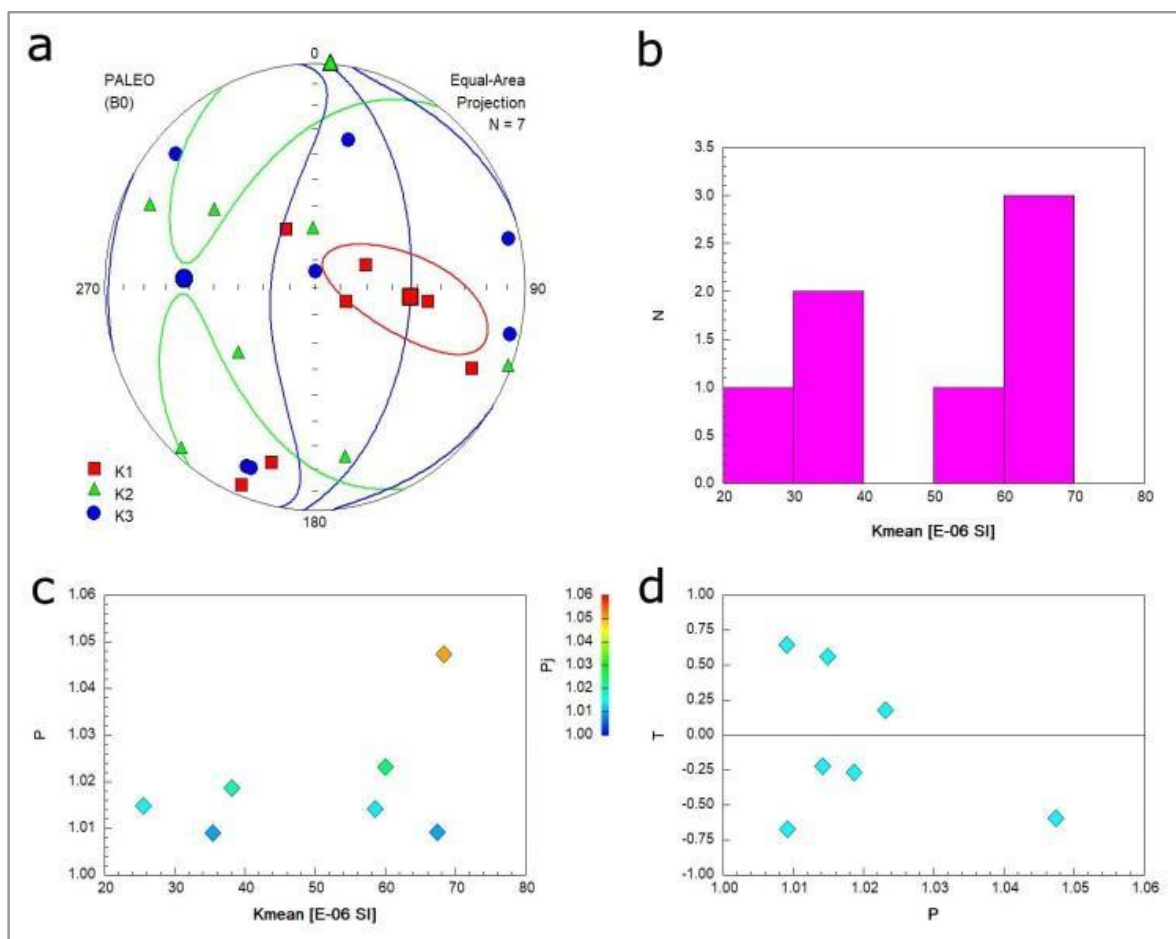 a
PALEO
(B0)
0
Equal-Area
Projection
N = 7
270
90
180
K1
K2
K3
b
3.5
3.0
2.5
2.0
1.5
1.0
0.5
0.0
N
20 30 40 50 60 70 80
Kmean [E-06 SI]
c
1.06
1.05
1.04
1.03
1.02
1.01
1.00
P
20 30 40 50 60 70 80
Kmean [E-06 SI]
Pj
1.06
1.05
1.04
1.03
1.02
1.01
1.00
d
1.00
0.75
0.50
0.25
0.00
-0.25
-0.50
-0.75
-1.00
T
1.00 1.01 1.02 1.03 1.04 1.05 1.06
P